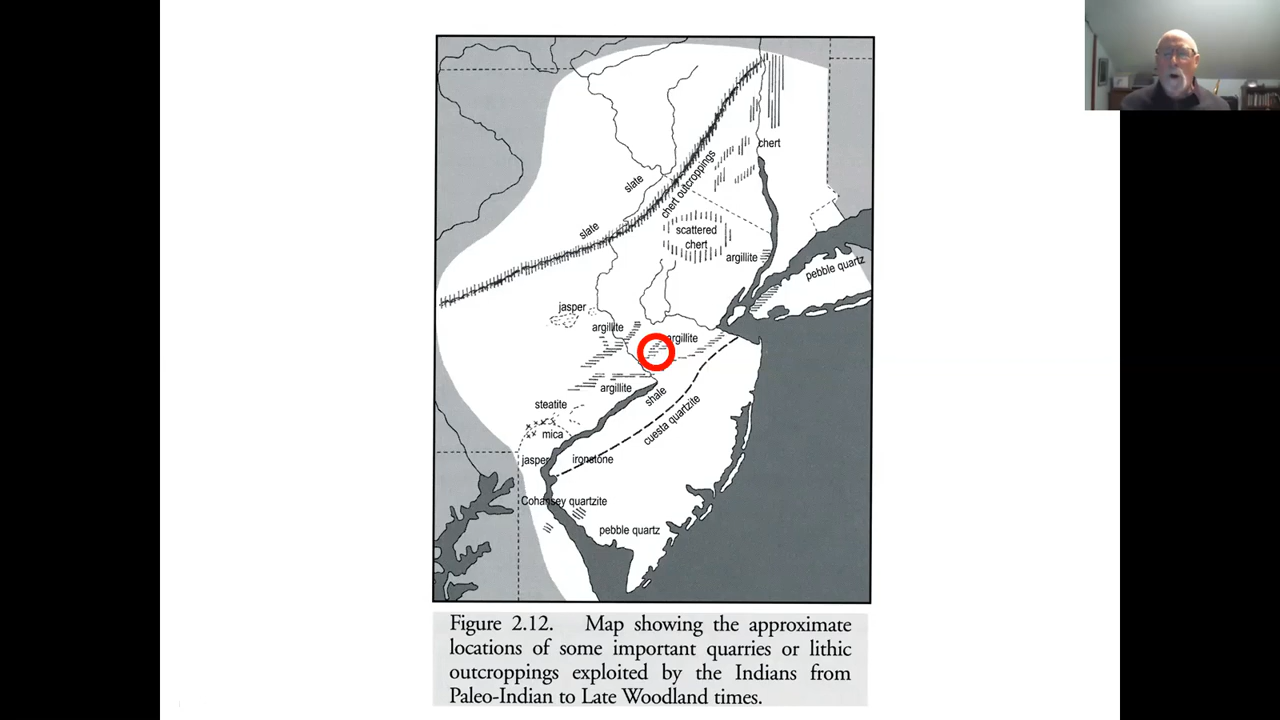 chert
slate
chert outcroppings
slate
scattered
chert
argillite
pebble quartz
jasper
argillite
argillite
argillite
steatite
shale
cuesta quartzite
mica
jasper
ironstone
Cohansey quartzite
pebble quartz
Figure 2.12. Map showing the approximate
locations of some important quarries or lithic
outcroppings exploited by the Indians from
Paleo-Indian to Late Woodland times.